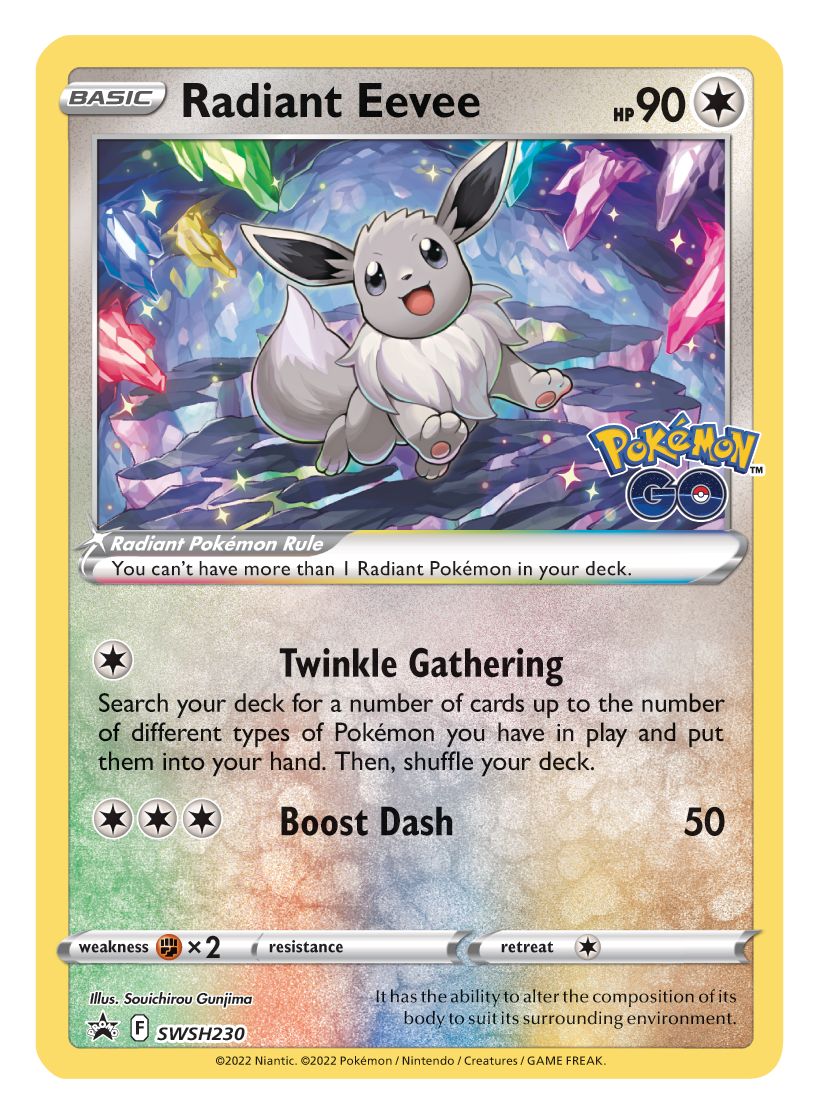 BASIC Radiant Eevee HP 90
POKéMON TM
GO
Radiant Pokémon Rule
You can't have more than 1 Radiant Pokémon in your deck.
Twinkle Gathering
Search your deck for a number of cards up to the number
of different types of Pokémon you have in play and put
them into your hand. Then, shuffle your deck.
Boost Dash 50
weakness ×2 resistance retreat
Illus. Souichirou Gunjima
It has the ability to alter the composition of its
body to suit its surrounding environment.
PROMO F SWSH230
©2022 Niantic. ©2022 Pokémon / Nintendo / Creatures / GAME FREAK.